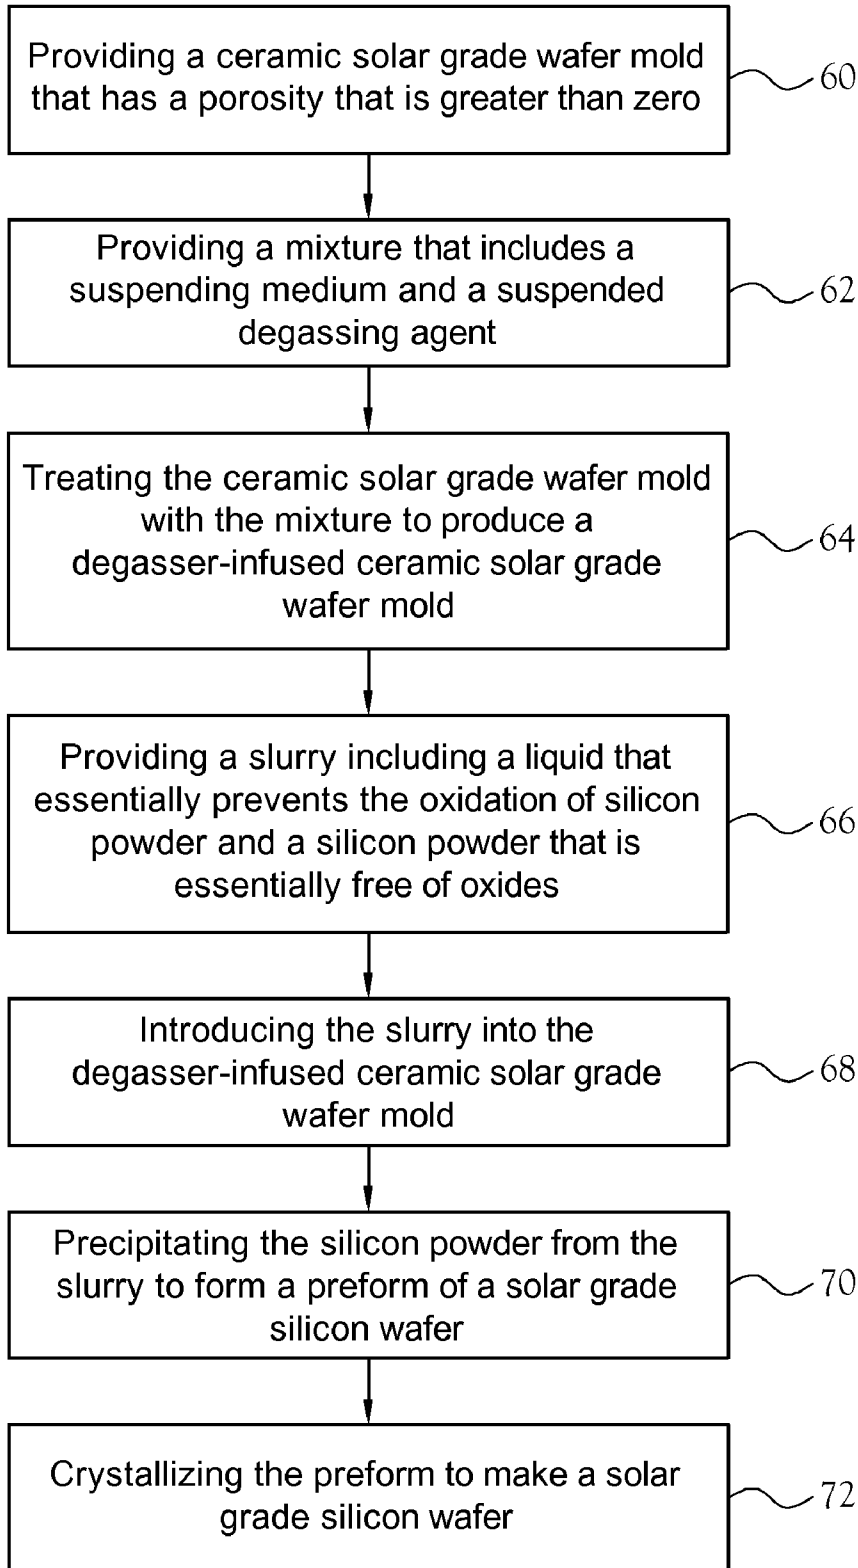 Providing a ceramic solar grade wafer mold
that has a porosity that is greater than zero
60
Providing a mixture that includes a
suspending medium and a suspended
degassing agent
62
Treating the ceramic solar grade wafer mold
with the mixture to produce a
degasser-infused ceramic solar grade
wafer mold
64
Providing a slurry including a liquid that
essentially prevents the oxidation of silicon
powder and a silicon powder that is
essentially free of oxides
66
Introducing the slurry into the
degasser-infused ceramic solar grade
wafer mold
68
Precipitating the silicon powder from the
slurry to form a preform of a solar grade
silicon wafer
70
Crystallizing the preform to make a solar
grade silicon wafer
72